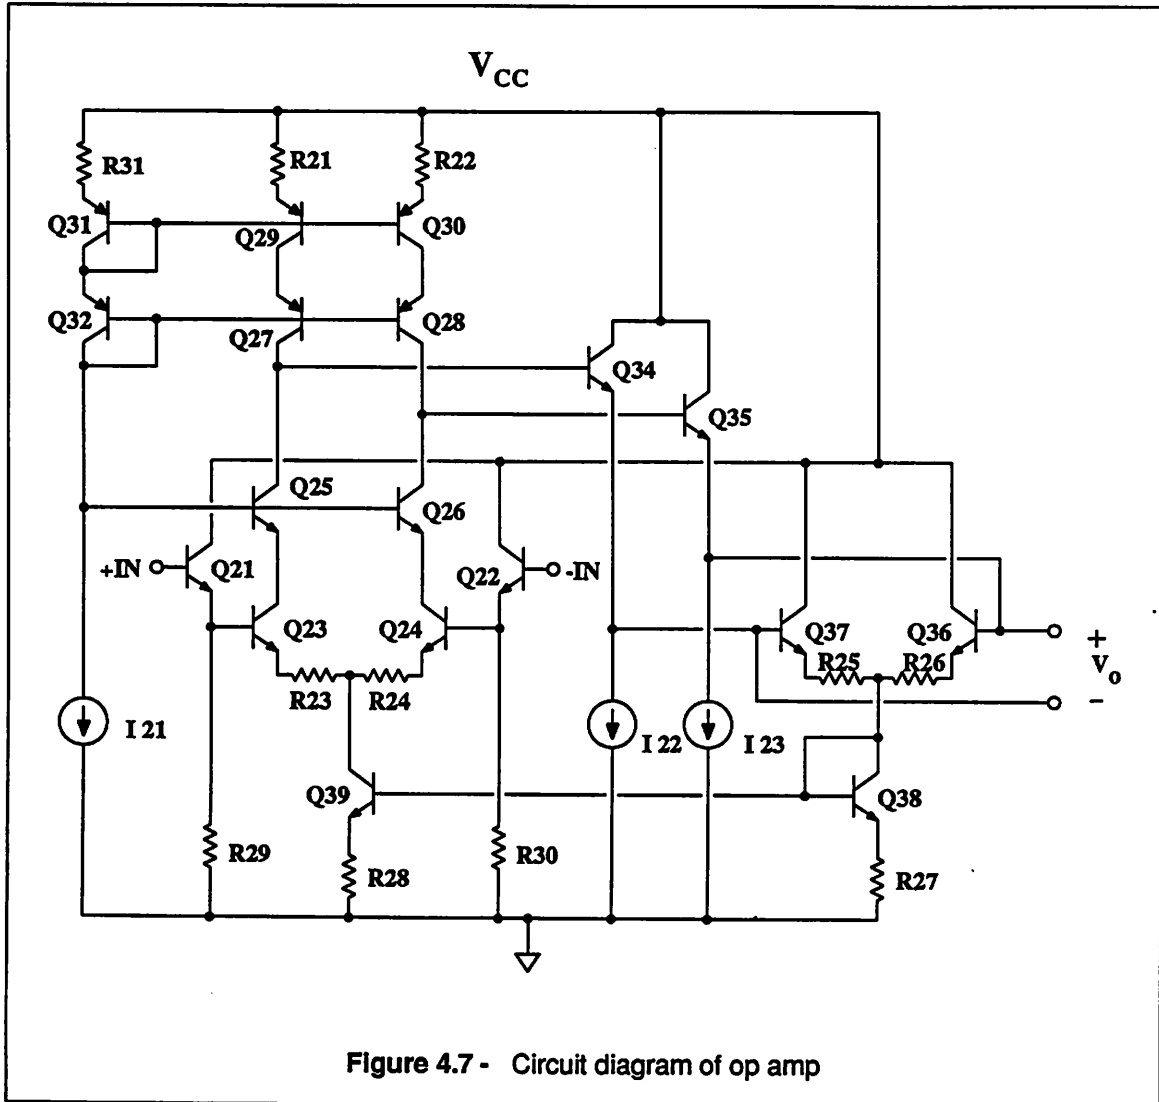 VCC
R31
R21
R22
Q31
Q29
Q30
Q32
Q27
Q28
Q34
Q35
Q25
Q26
+IN
Q21
Q22
-IN
Q23
Q24
Q37
Q36
+
R25
R26
Vo
R23
R24
-
I 21
I 22
I 23
Q39
Q38
R29
R28
R30
R27
Figure 4.7 - Circuit diagram of op amp